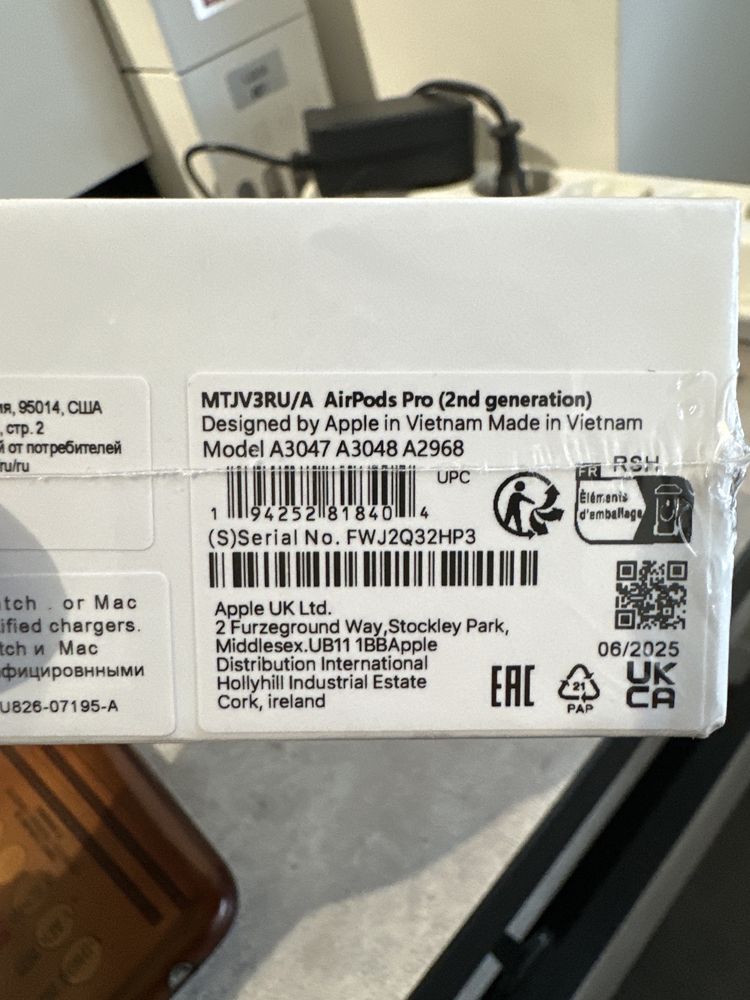 ия, 95014, США
, стр. 2
й от потребителей
ru/ru
atch . or Mac
ified chargers.
tch и Mac
фицировнными
U826-07195-A
MTJV3RU/A AirPods Pro (2nd generation)
Designed by Apple in Vietnam Made in Vietnam
Model A3047 A3048 A2968
UPC
1 94252 81840 4
(S)Serial No. FWJ2Q32HP3
FR
RSH
Éléments
d'emballage
Apple UK Ltd.
2 Furzeground Way,Stockley Park,
Middlesex.UB11 1BBApple
Distribution International
Hollyhill Industrial Estate
Cork, ireland
EAC
21
PAP
06/2025
UK
CA